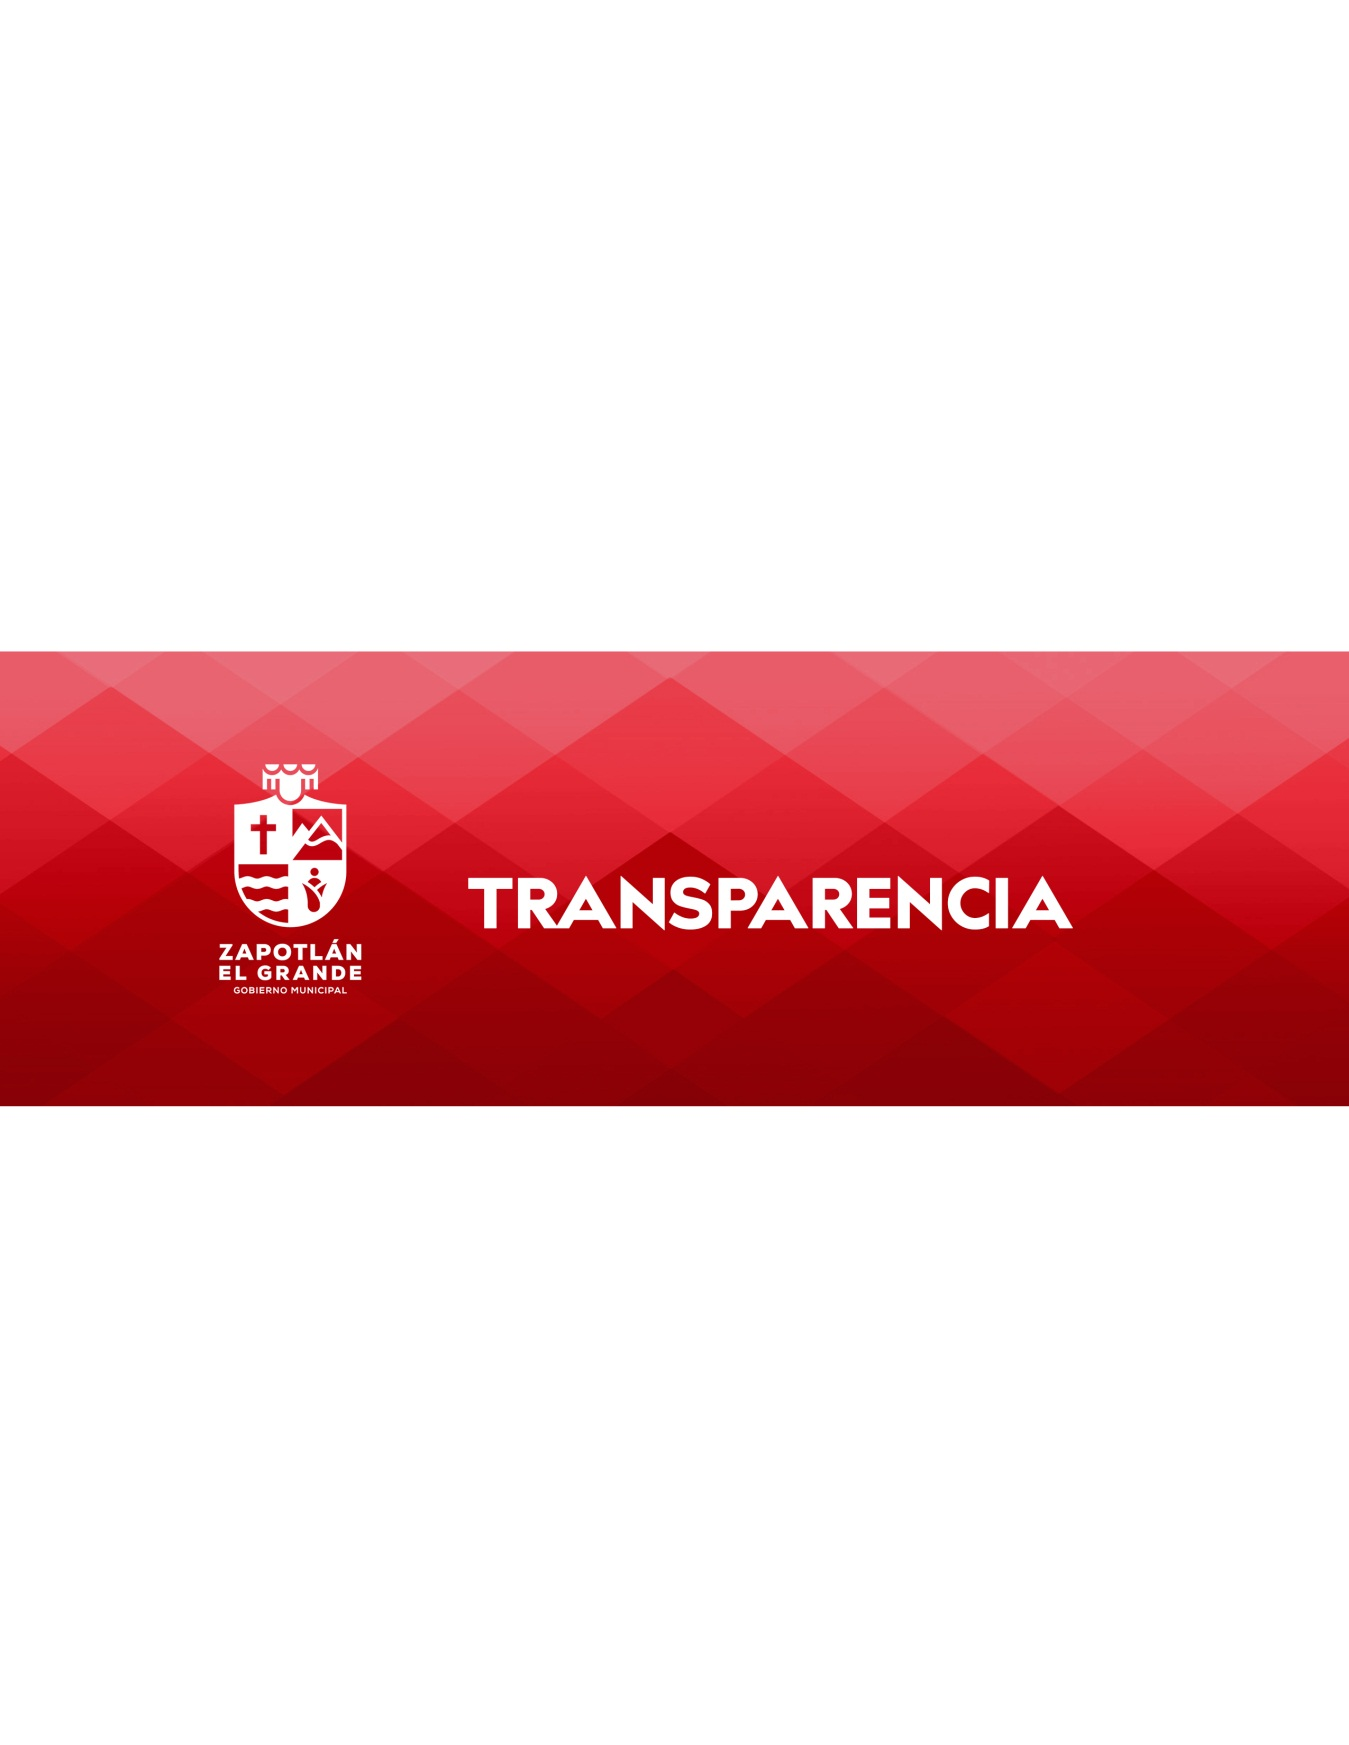 ZAPOTLÁN
EL GRANDE
GOBIERNO MUNICIPAL
TRANSPARENCIA